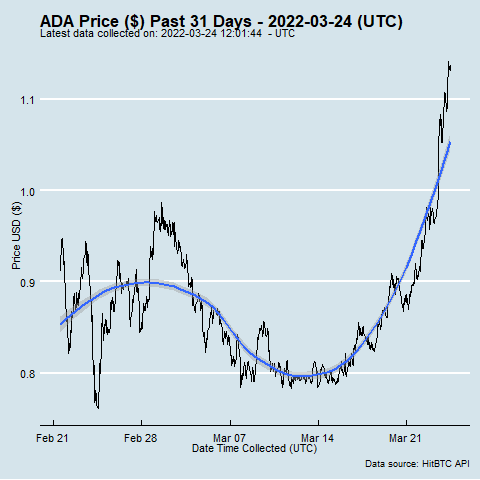 ADA Price ($) Past 31 Days - 2022-03-24 (UTC)
Latest data collected on: 2022-03-24 12:01:44 - UTC
1.1
1.0
0.9
0.8
Price USD ($)
Feb 21 Feb 28 Mar 07 Mar 14 Mar 21
Date Time Collected (UTC)
Data source: HitBTC API